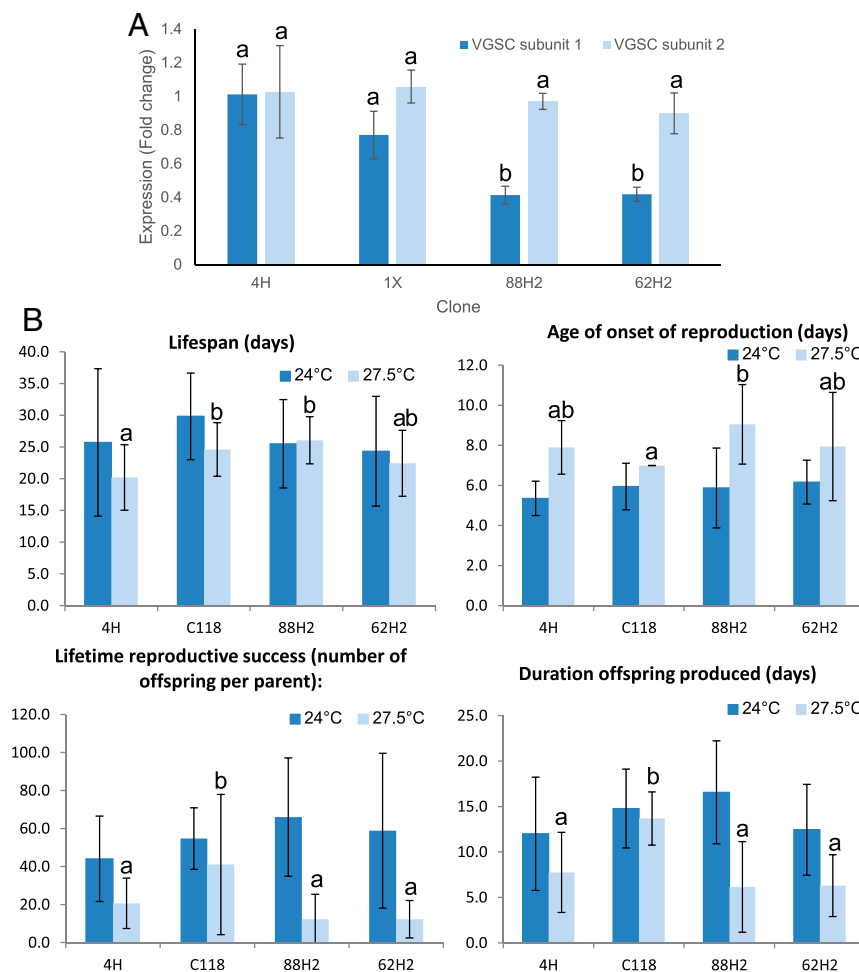 A
VGSC subunit 1 VGSC subunit 2
Expression (Fold change)
1.4
1.2
1
0.8
0.6
0.4
0.2
0
a a a a b a b a
4H 1X 88H2 62H2
Clone
B
Lifespan (days)
24°C 27.5°C
40.0
35.0
30.0
25.0
20.0
15.0
10.0
5.0
0.0
a b b ab
4H C118 88H2 62H2
Age of onset of reproduction (days)
24°C 27.5°C
12.0
10.0
8.0
6.0
4.0
2.0
0.0
ab a b ab
4H C118 88H2 62H2
Lifetime reproductive success (number of
offspring per parent):
24°C 27.5°C
120.0
100.0
80.0
60.0
40.0
20.0
0.0
a b a a
4H C118 88H2 62H2
Duration offspring produced (days)
24°C 27.5°C
25.0
20.0
15.0
10.0
5.0
0.0
a b a a
4H C118 88H2 62H2